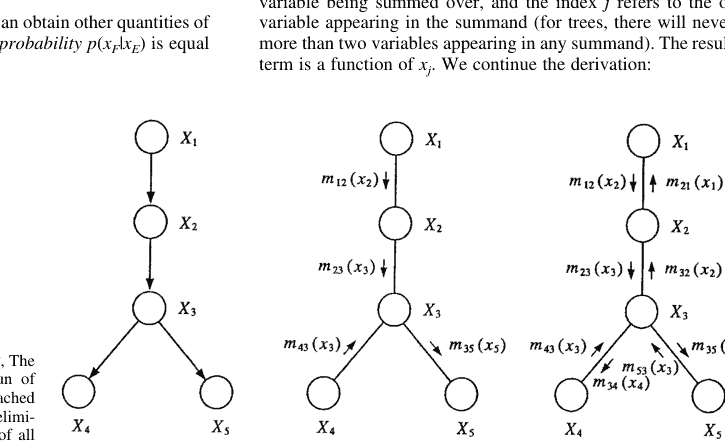 an obtain other quantities of
probability p(x_F|x_E) is equal
variable being summed over, and the index j refers to the
variable appearing in the summand (for trees, there will neve
more than two variables appearing in any summand). The resul
term is a function of x_j. We continue the derivation:
X_1
X_2
X_3
X_4
X_5
X_1
m_12(x_2)
X_2
m_23(x_3)
X_3
m_43(x_3)
m_35(x_5)
X_4
X_5
X_1
m_12(x_2)
m_21(x_1)
X_2
m_23(x_3)
m_32(x_2)
X_3
m_43(x_3)
m_35(
m_53(x_3)
m_34(x_4)
X_4
X_5
, The
un of
ached
elimi-
of all